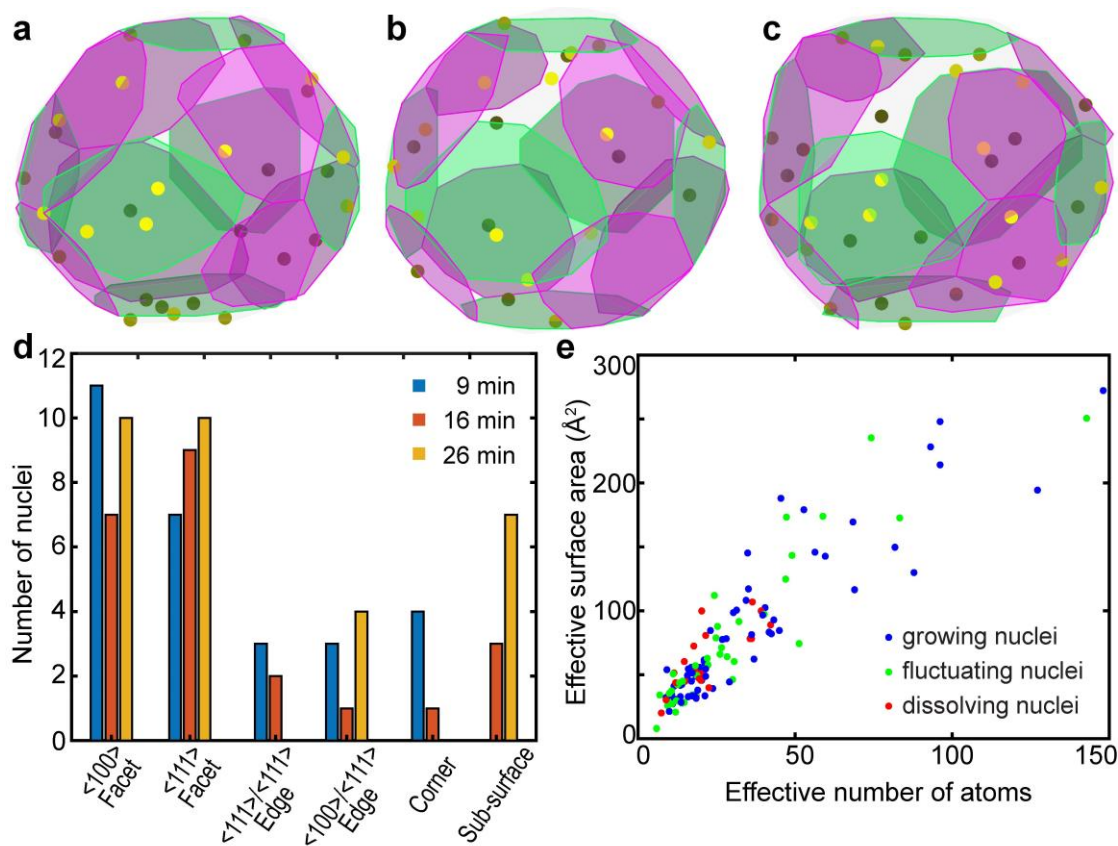 a
b
c
d
12
10
8
6
4
2
0
Number of nuclei
9 min
16 min
26 min
<100>
Facet
<111>
Facet
<111>/<111>
Edge
<100>/<111>
Edge
Corner
Sub-surface
e
300
200
100
0
Effective surface area (Å²)
growing nuclei
fluctuating nuclei
dissolving nuclei
0
50
100
150
Effective number of atoms